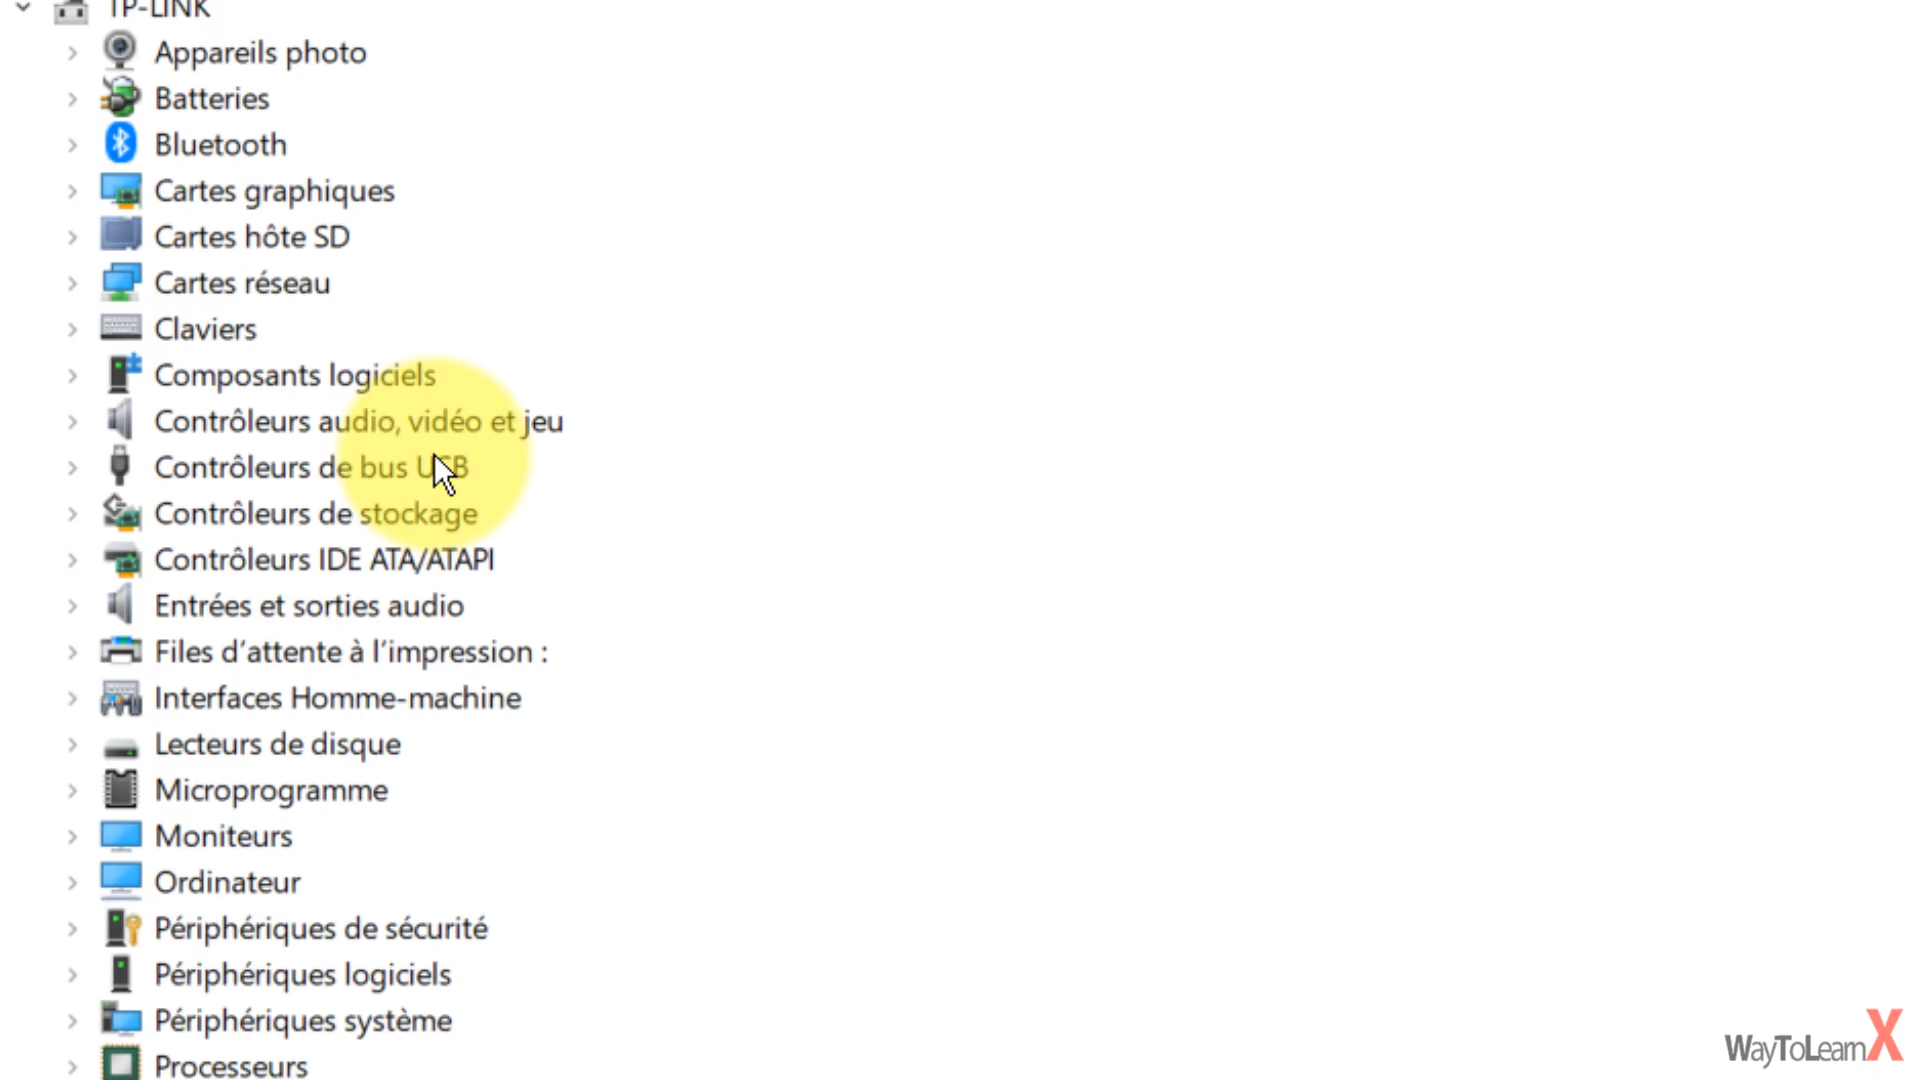 TP-LINK
Appareils photo
Batteries
Bluetooth
Cartes graphiques
Cartes hôte SD
Cartes réseau
Claviers
Composants logiciels
Contrôleurs audio, vidéo et jeu
Contrôleurs de bus USB
Contrôleurs de stockage
Contrôleurs IDE ATA/ATAPI
Entrées et sorties audio
Files d’attente à l’impression :
Interfaces Homme-machine
Lecteurs de disque
Microprogramme
Moniteurs
Ordinateur
Périphériques de sécurité
Périphériques logiciels
Périphériques système
Processeurs
WayToLearnX